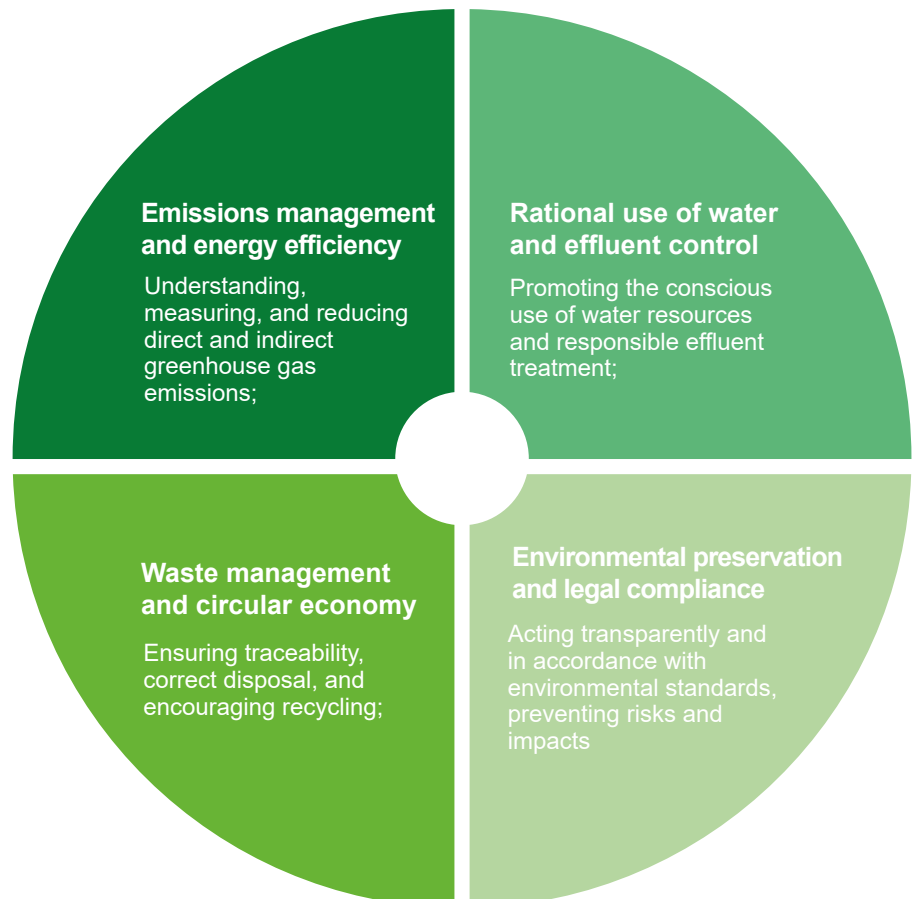 Emissions management
and energy efficiency
Understanding,
measuring, and reducing
direct and indirect
greenhouse gas
emissions;
Rational use of water
and effluent control
Promoting the conscious
use of water resources
and responsible effluent
treatment;
Waste management
and circular economy
Ensuring traceability,
correct disposal, and
encouraging recycling;
Environmental preservation
and legal compliance
Acting transparently and
in accordance with
environmental standards,
preventing risks and
impacts